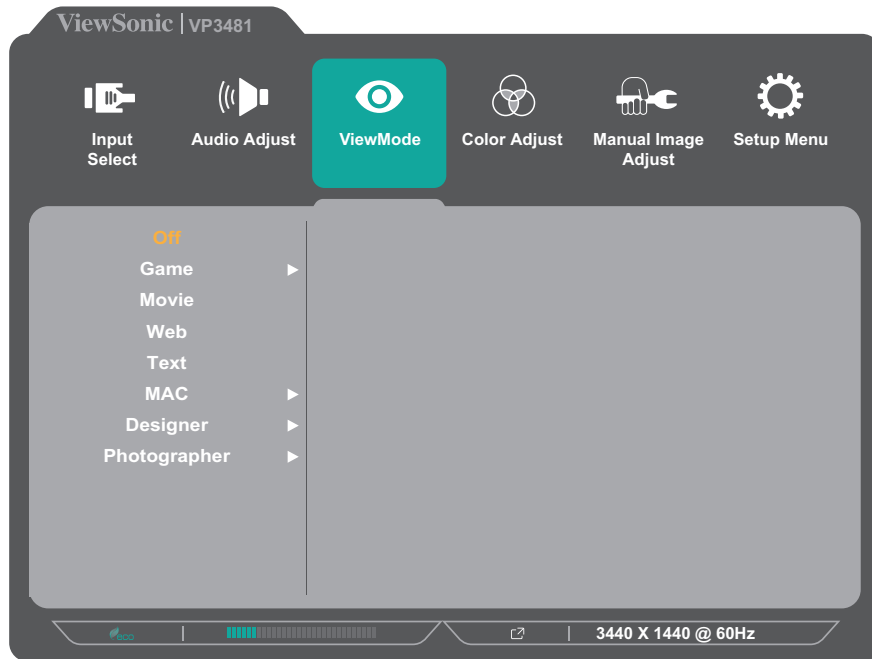 ViewSonic | VP3481
Input Select
Audio Adjust
ViewMode
Color Adjust
Manual Image Adjust
Setup Menu
Off
Game
Movie
Web
Text
MAC
Designer
Photographer
eco
3440 X 1440 @ 60Hz